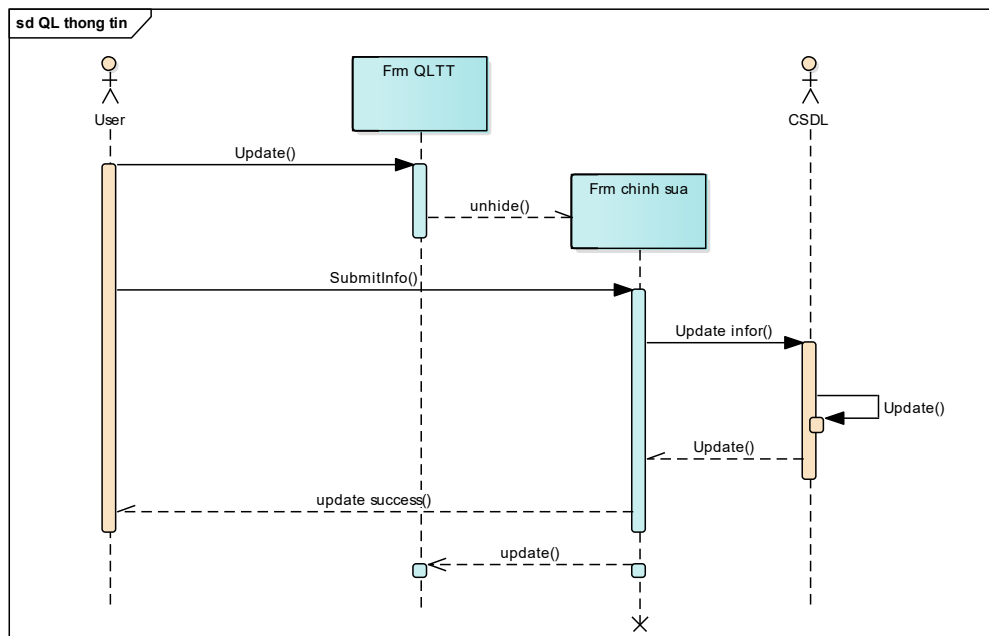 sd QL thong tin
User
Frm QLTT
CSDL
Update()
Frm chinh sua
unhide()
SubmitInfo()
Update infor()
Update()
Update()
update success()
update()